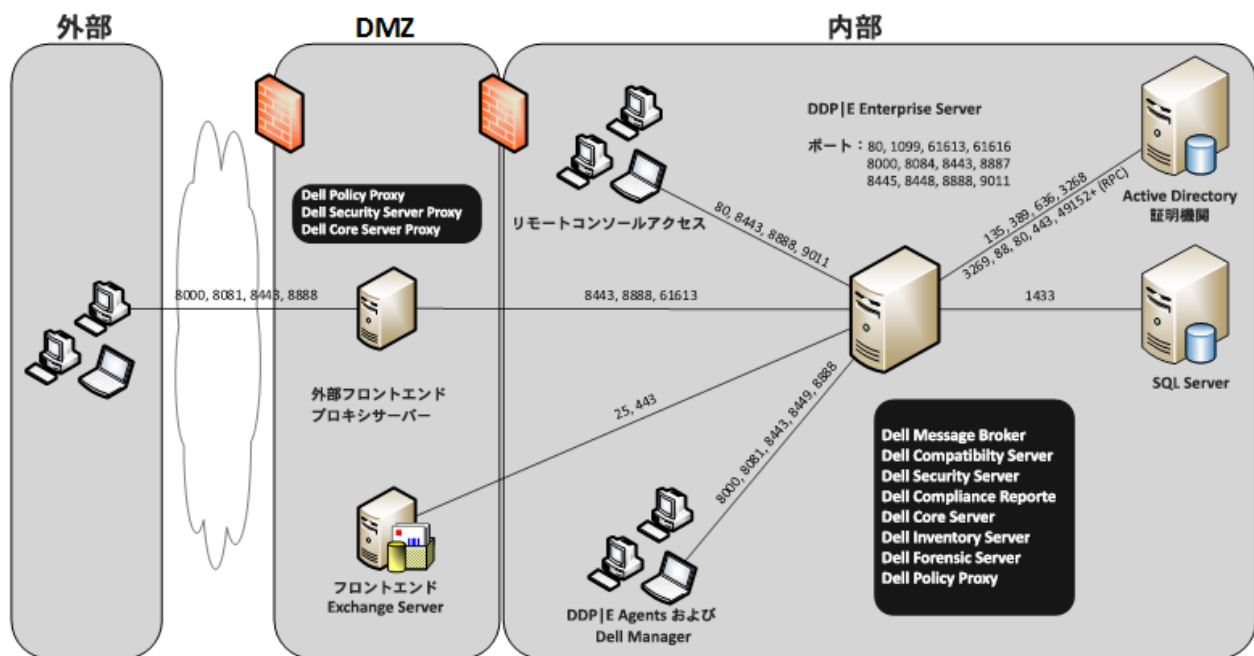 外部
DMZ
内部
DDP|E Enterprise Server
ポート：80, 1099, 61613, 61616
8000, 8084, 8443, 8887
8445, 8448, 8888, 9011
Dell Policy Proxy
Dell Security Server Proxy
Dell Core Server Proxy
リモートコンソールアクセス
80, 8443, 8888, 9011
135, 389, 636, 3268
3269, 88, 80, 443, 49152+ (RPC)
Active Directory
証明機関
8000, 8081, 8443, 8888
8443, 8888, 61613
1433
外部フロントエンド
プロキシサーバー
SQL Server
25, 443
8000, 8081, 8443, 8449, 8888
Dell Message Broker
Dell Compatibilty Server
Dell Security Server
Dell Compliance Reporte
Dell Core Server
Dell Inventory Server
Dell Forensic Server
Dell Policy Proxy
フロントエンド
Exchange Server
DDP|E Agents および
Dell Manager